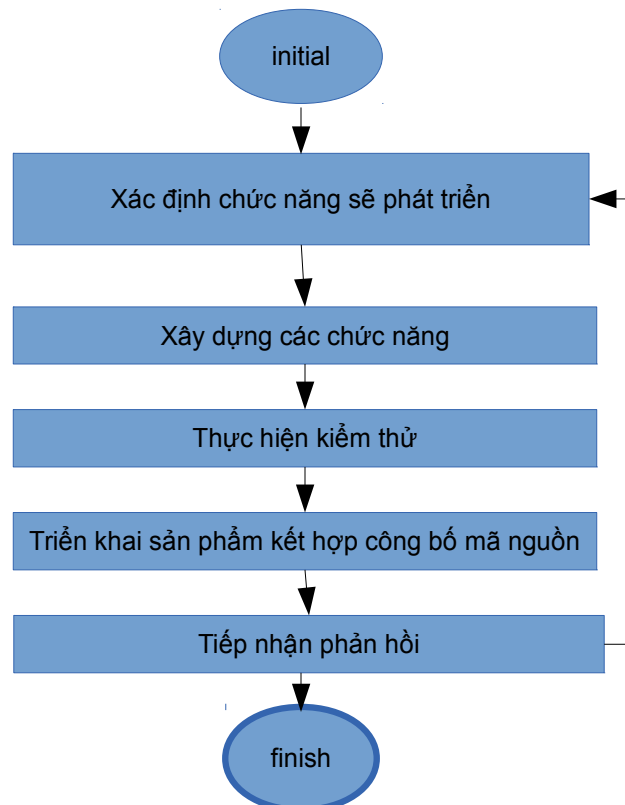 initial
Xác định chức năng sẽ phát triển
Xây dựng các chức năng
Thực hiện kiểm thử
Triển khai sản phẩm kết hợp công bố mã nguồn
Tiếp nhận phản hồi
finish